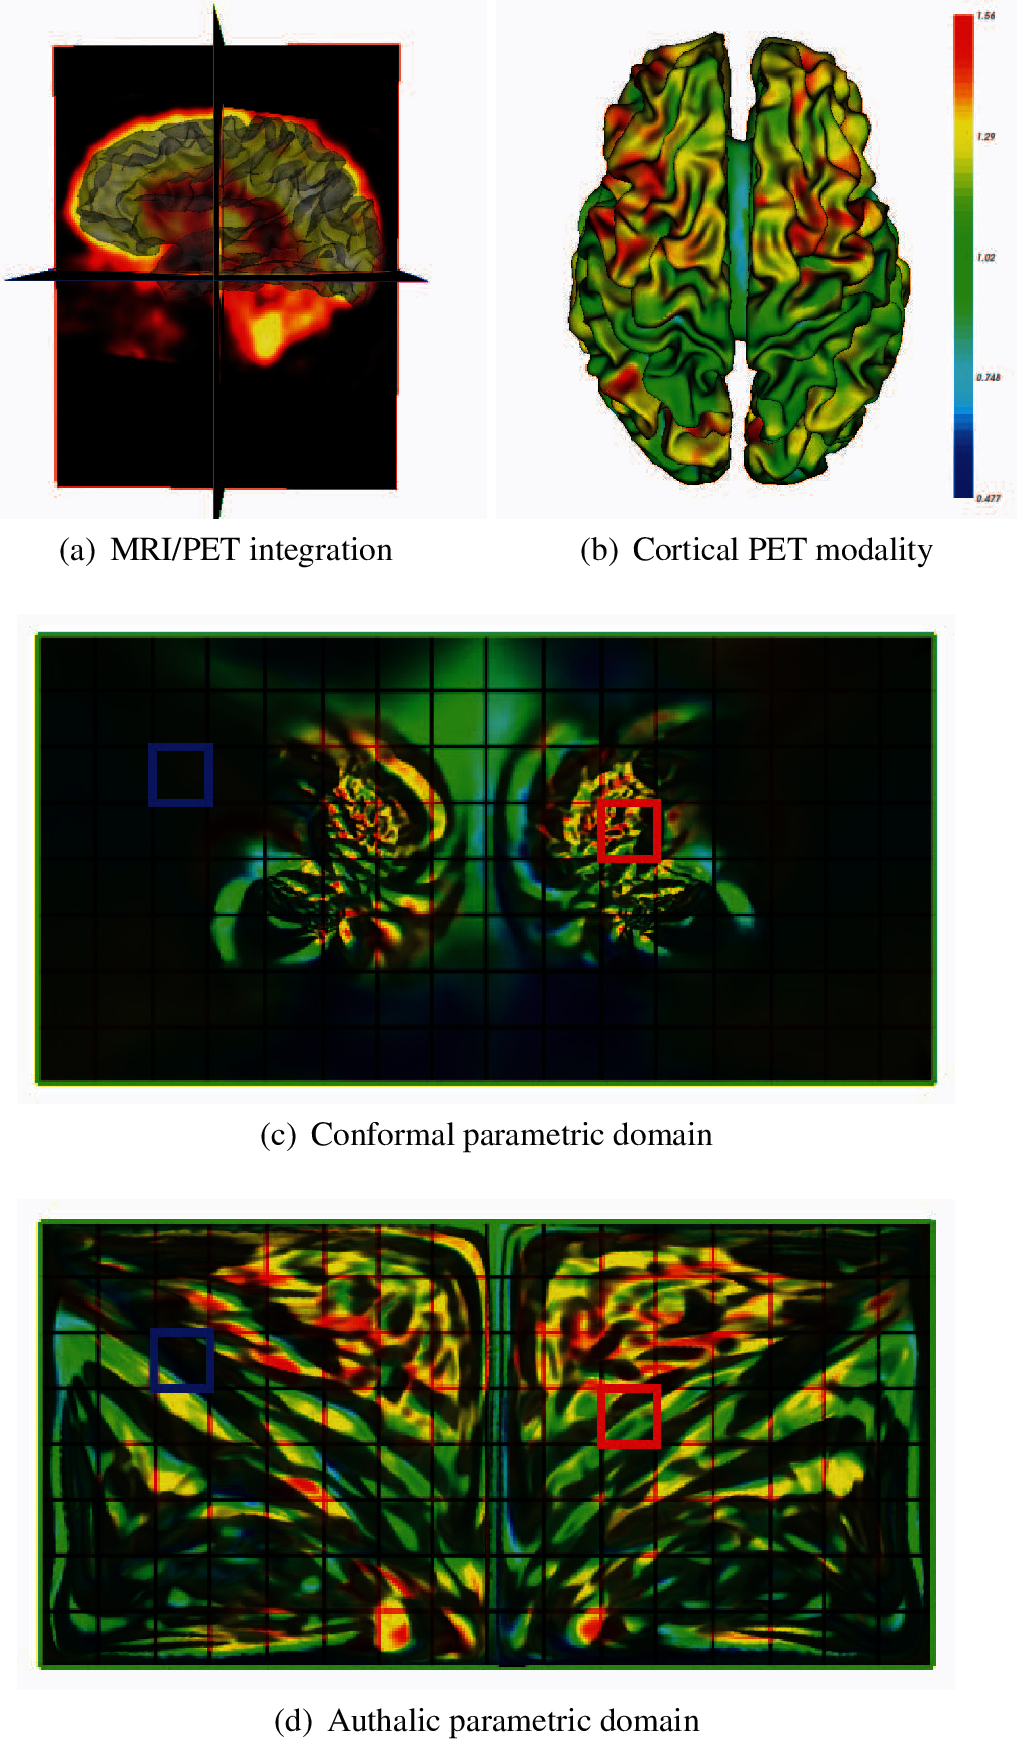 1.56
1.29
1.02
0.748
0.477
(a) MRI/PET integration
(b) Cortical PET modality
(c) Conformal parametric domain
(d) Authalic parametric domain